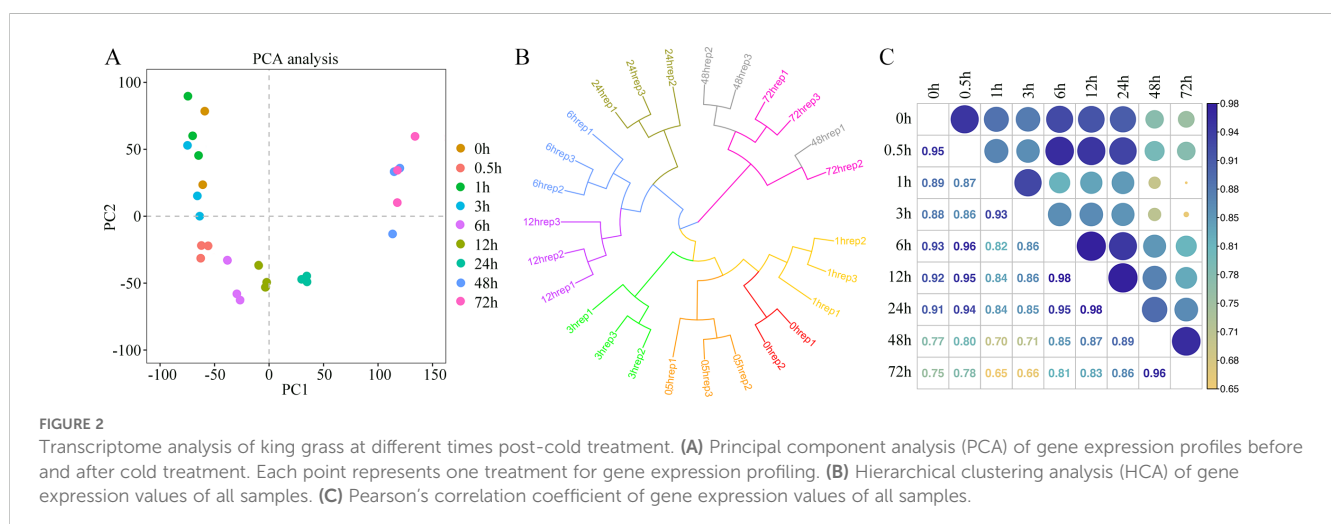 A
PCA analysis
PC2
100
50
0
-50
-100
-100
-50
0
50
100
150
PC1
0h
0.5h
1h
3h
6h
12h
24h
48h
72h
B
48hrep2
48hrep3
72hrep1
72hrep3
48hrep1
72hrep2
1hrep2
1hrep3
1hrep1
0hrep1
0hrep2
05hrep2
05hrep3
05hrep1
3hrep2
3hrep3
3hrep1
12hrep1
12hrep2
12hrep3
6hrep2
6hrep3
6hrep1
24hrep1
24hrep3
24hrep2
C
0h 0.5h 1h 3h 6h 12h 24h 48h 72h
0h
0.5h 0.95
1h 0.89 0.87
3h 0.88 0.86 0.93
6h 0.93 0.96 0.82 0.86
12h 0.92 0.95 0.84 0.86 0.98
24h 0.91 0.94 0.84 0.85 0.95 0.98
48h 0.77 0.80 0.70 0.71 0.85 0.87 0.89
72h 0.75 0.78 0.65 0.66 0.81 0.83 0.86 0.96
0.98
0.94
0.91
0.88
0.85
0.81
0.78
0.75
0.71
0.68
0.65
FIGURE 2
Transcriptome analysis of king grass at different times post-cold treatment. (A) Principal component analysis (PCA) of gene expression profiles before
and after cold treatment. Each point represents one treatment for gene expression profiling. (B) Hierarchical clustering analysis (HCA) of gene
expression values of all samples. (C) Pearson's correlation coefficient of gene expression values of all samples.